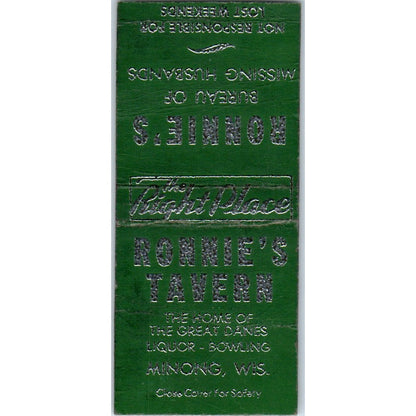 NOT RESPONSIBLE FOR
LOST WEEKENDS
RONNIE'S
BUREAU OF
MISSING HUSBANDS
the
Right Place
RONNIE'S
TAVERN
THE HOME OF
THE GREAT DANES
LIQUOR - BOWLING
MINONG, WIS.
Close Cover for Safety